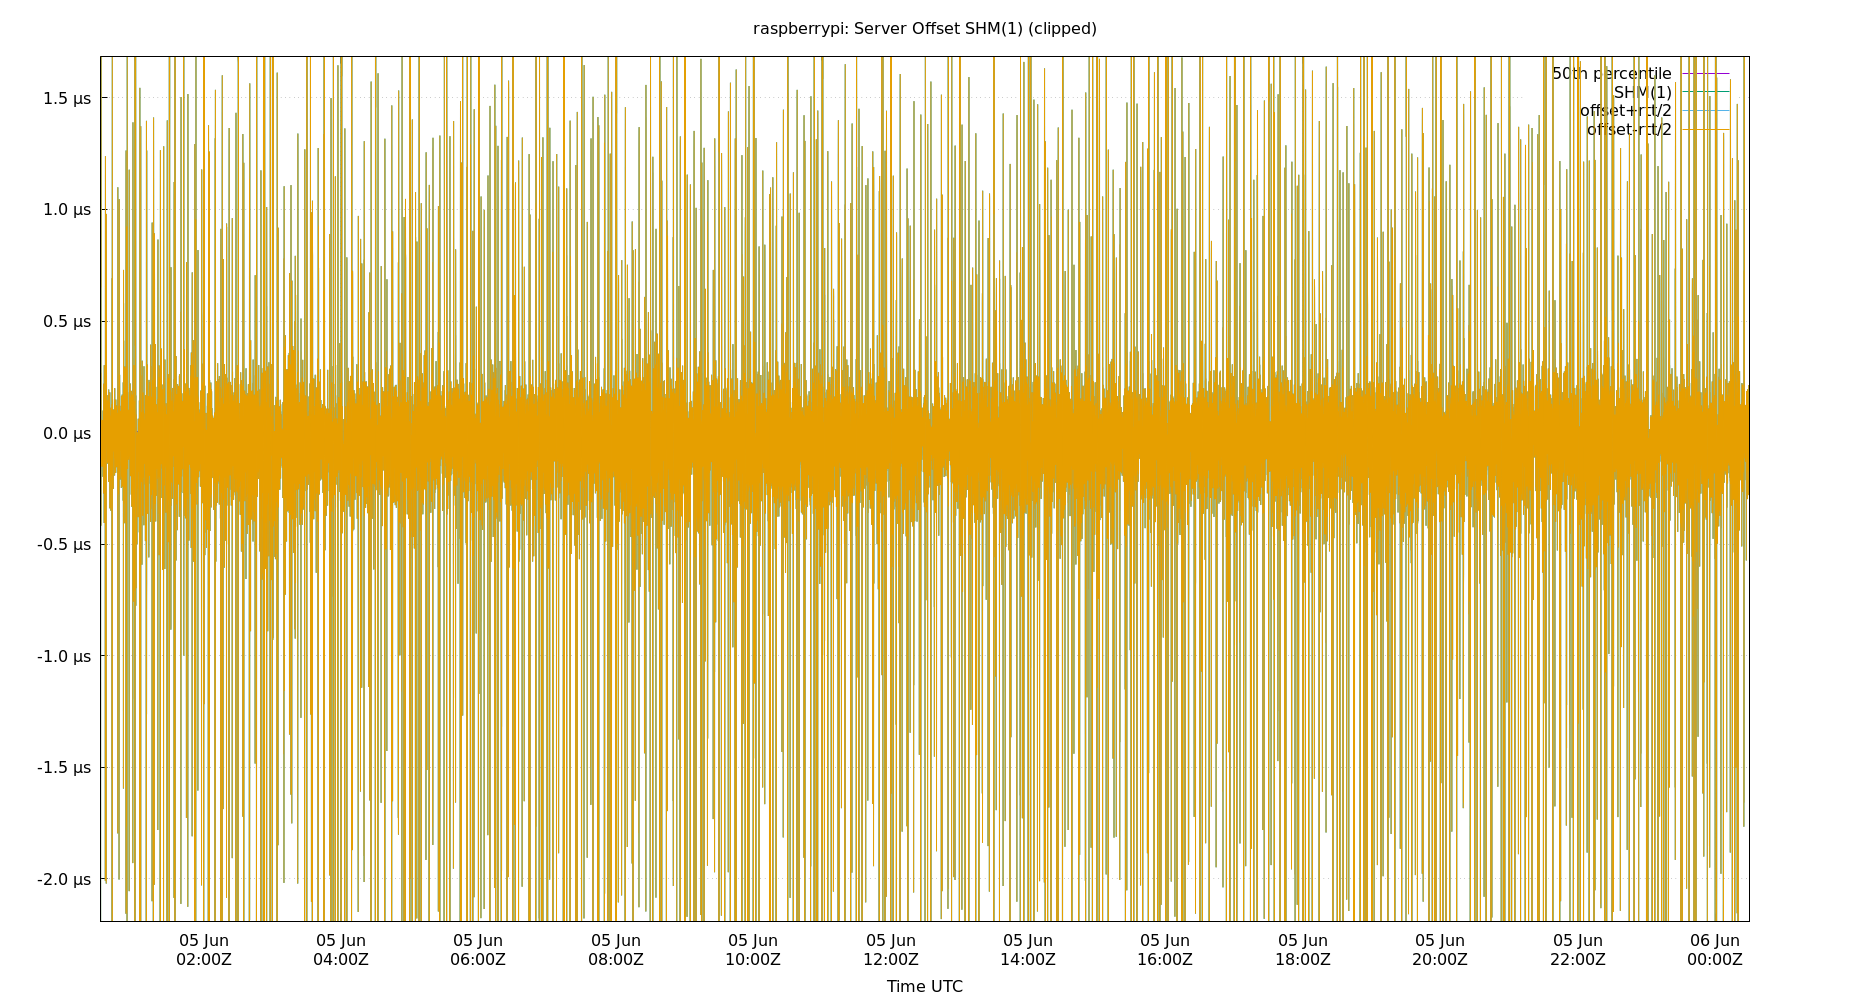 raspberrypi: Server Offset SHM(1) (clipped)
50th percentile
SHM(1)
offset+rtt/2
offset-rtt/2
1.5 µs
1.0 µs
0.5 µs
0.0 µs
-0.5 µs
-1.0 µs
-1.5 µs
-2.0 µs
05 Jun 05 Jun 05 Jun 05 Jun 05 Jun 05 Jun 05 Jun 05 Jun 05 Jun 05 Jun 05 Jun 06 Jun
02:00Z 04:00Z 06:00Z 08:00Z 10:00Z 12:00Z 14:00Z 16:00Z 18:00Z 20:00Z 22:00Z 00:00Z
Time UTC